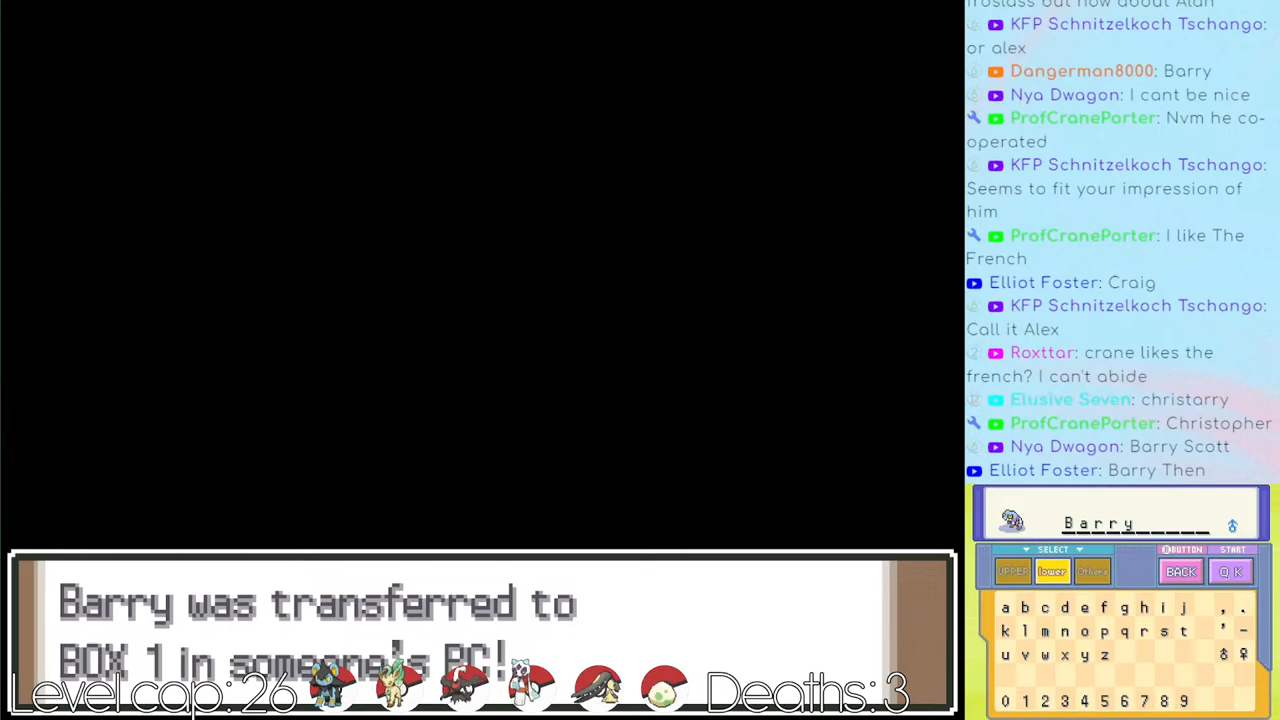 froslass but how about Alan
KFP Schnitzelkoch Tschango:
or alex
Dangerman8000: Barry
Nya Dwagon: I cant be nice
ProfCranePorter: Nvm he co-
operated
KFP Schnitzelkoch Tschango:
Seems to fit your impression of
him
ProfCranePorter: I like The
French
Elliot Foster: Craig
KFP Schnitzelkoch Tschango:
Call it Alex
Roxttar: crane likes the
french? I can't abide
Elusive Seven: christarry
ProfCranePorter: Christopher
Nya Dwagon: Barry Scott
Elliot Foster: Barry Then
Barry
SELECT BUTTON START
UPPER lower Others BACK OK
a b c d e f g h i j , .
k l m n o p q r s t ' -
u v w x y z ♂ ♀
0 1 2 3 4 5 6 7 8 9
Barry was transferred to
BOX 1 in someone's PC!
Level cap: 26 Deaths: 3